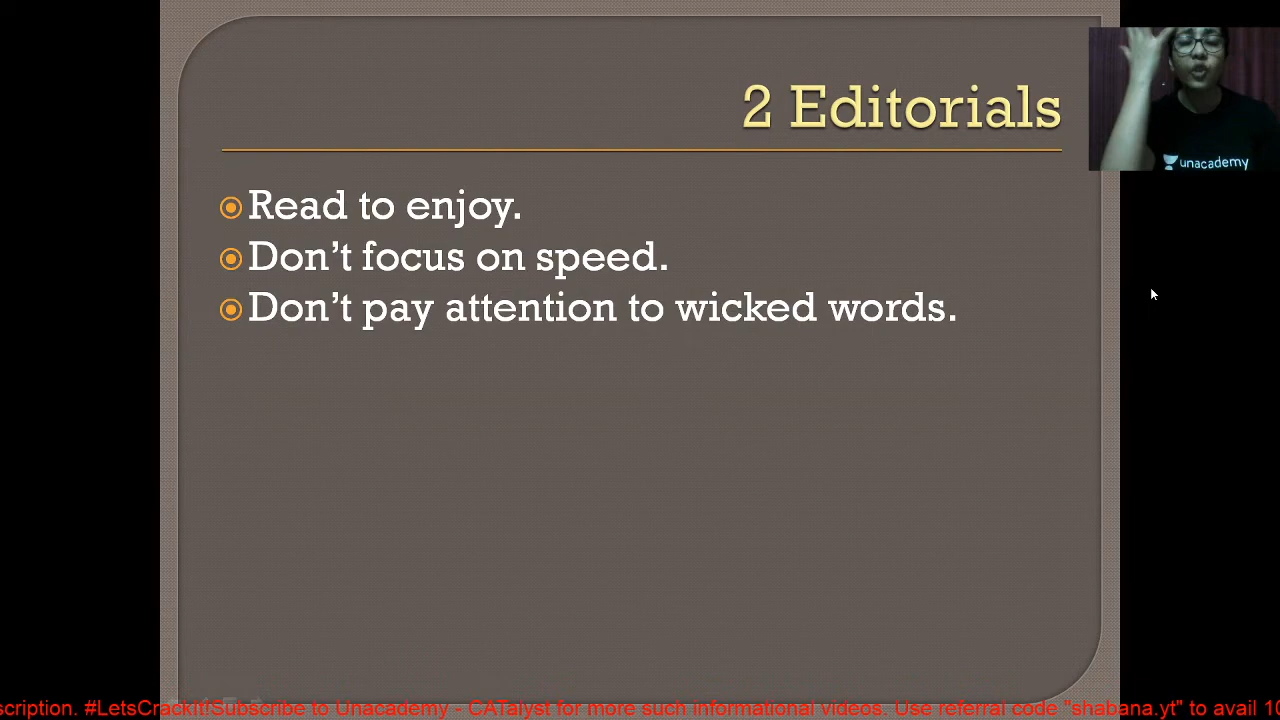 2 Editorials
unacademy
Read to enjoy.
Don’t focus on speed.
Don’t pay attention to wicked words.
scription. #LetsCrackIt!Subscribe to Unacademy - CATalyst for more such informational videos. Use referral code "shabana.yt" to avail 10